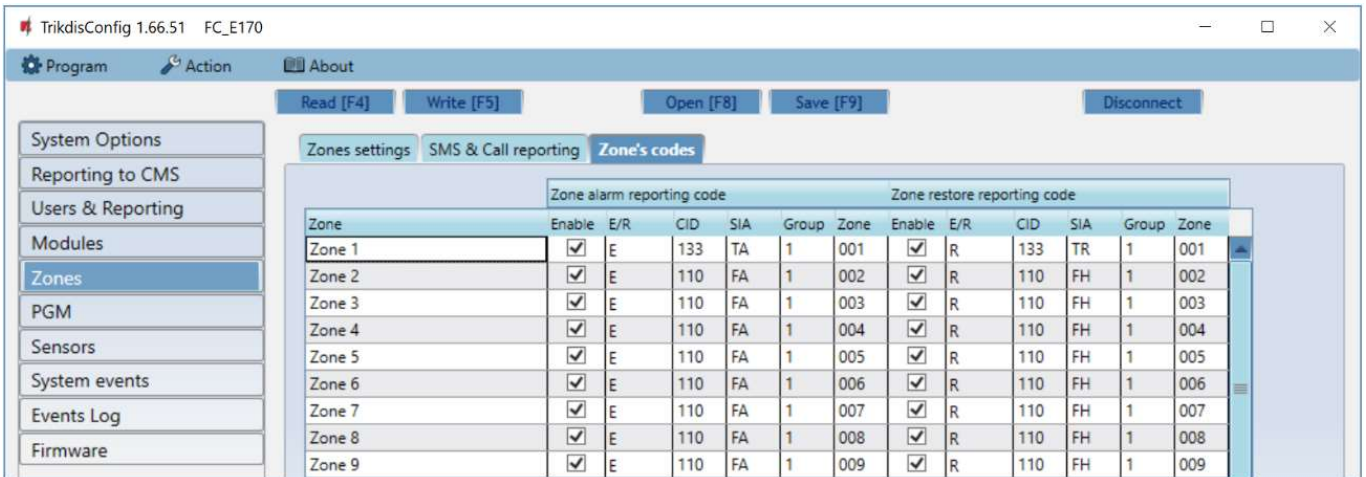 TrikdisConfig 1.66.51 FC_E170
Program Action About
Read [F4] Write [F5] Open [F8] Save [F9] Disconnect
System Options
Reporting to CMS
Users & Reporting
Modules
Zones
PGM
Sensors
System events
Events Log
Firmware
Zones settings SMS & Call reporting Zone's codes
Zone alarm reporting code Zone restore reporting code
Zone Enable E/R CID SIA Group Zone Enable E/R CID SIA Group Zone
Zone 1 E 133 TA 1 001 R 133 TR 1 001
Zone 2 E 110 FA 1 002 R 110 FH 1 002
Zone 3 E 110 FA 1 003 R 110 FH 1 003
Zone 4 E 110 FA 1 004 R 110 FH 1 004
Zone 5 E 110 FA 1 005 R 110 FH 1 005
Zone 6 E 110 FA 1 006 R 110 FH 1 006
Zone 7 E 110 FA 1 007 R 110 FH 1 007
Zone 8 E 110 FA 1 008 R 110 FH 1 008
Zone 9 E 110 FA 1 009 R 110 FH 1 009